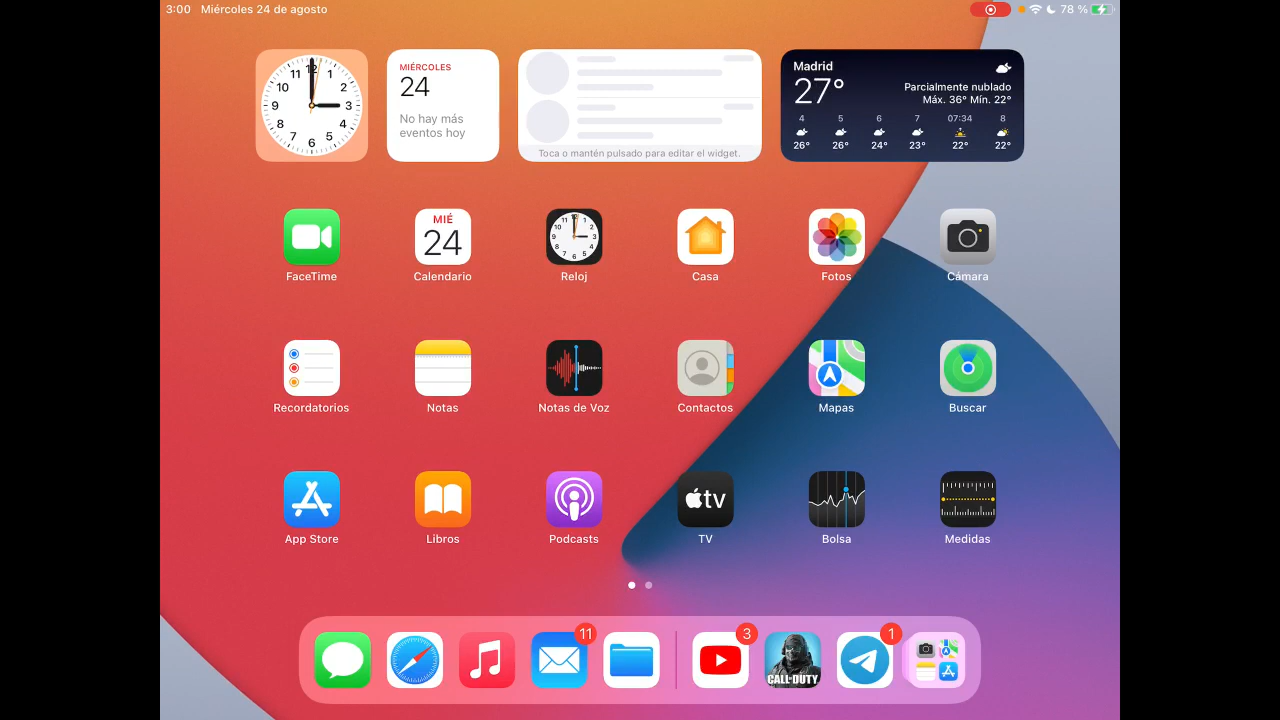 3:00 Miércoles 24 de agosto
78 %
11 12 1
10 2
9 3
8 4
7 6 5
MIÉRCOLES
24
No hay más
eventos hoy
Toca o mantén pulsado para editar el widget.
Madrid
27°
Parcialmente nublado
Máx. 36° Mín. 22°
4 5 6 7 07:34 8
26° 26° 24° 23° 22° 22°
MIÉ
24
FaceTime Calendario Reloj Casa Fotos Cámara
Recordatorios Notas Notas de Voz Contactos Mapas Buscar
tv
App Store Libros Podcasts TV Bolsa Medidas
11 3 1
CALL OF DUTY